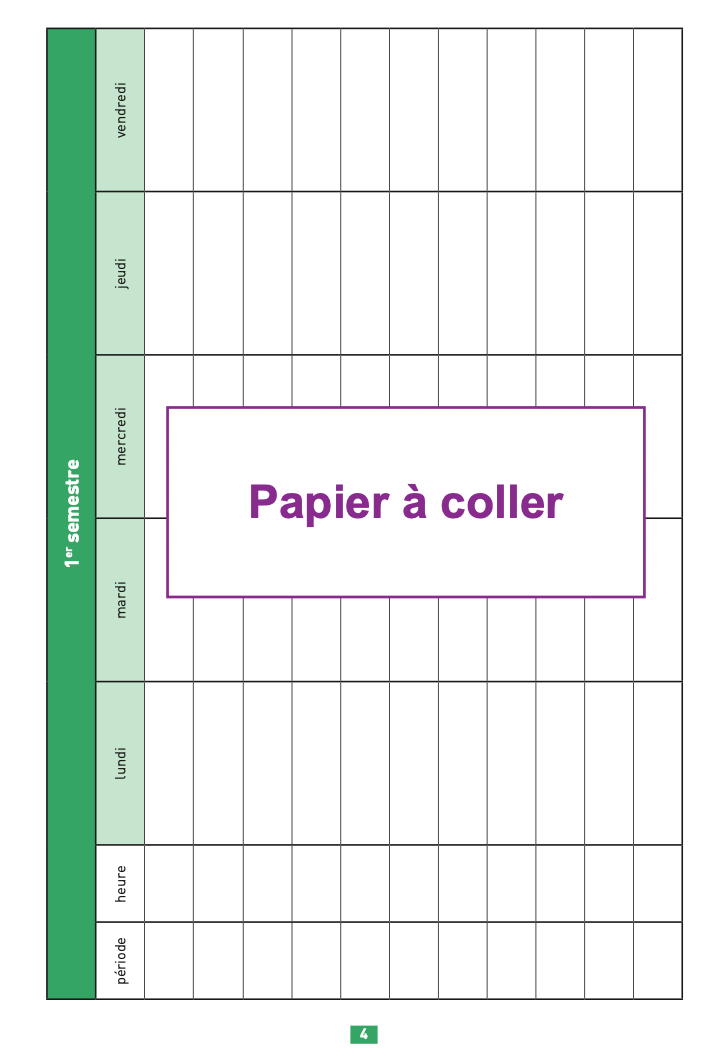 1er semestre
période
heure
lundi
mardi
mercredi
jeudi
vendredi
Papier à coller
4